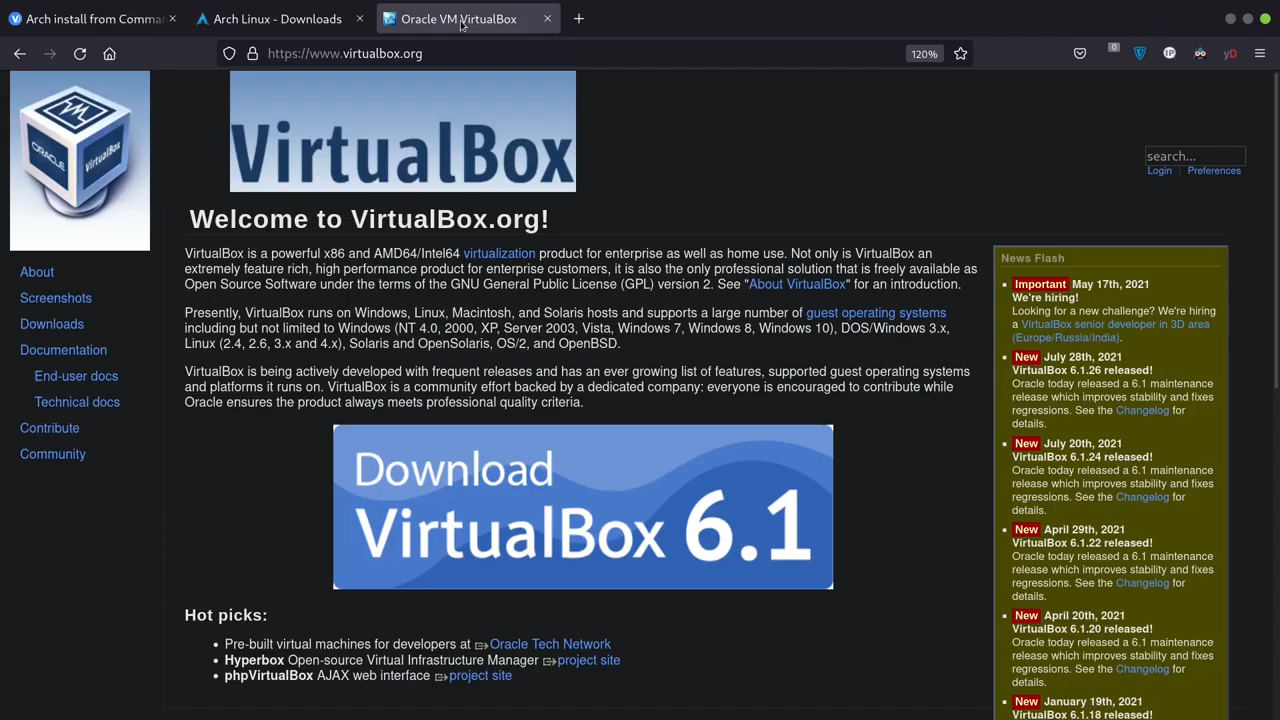 Arch install from Comman
Arch Linux - Downloads
Oracle VM VirtualBox
https://www.virtualbox.org
120%
0
IP
yD
ORACLE
VirtualBox
VirtualBox
search...
Login | Preferences
Welcome to VirtualBox.org!
About
Screenshots
Downloads
Documentation
End-user docs
Technical docs
Contribute
Community
VirtualBox is a powerful x86 and AMD64/Intel64 virtualization product for enterprise as well as home use. Not only is VirtualBox an
extremely feature rich, high performance product for enterprise customers, it is also the only professional solution that is freely available as
Open Source Software under the terms of the GNU General Public License (GPL) version 2. See "About VirtualBox" for an introduction.
Presently, VirtualBox runs on Windows, Linux, Macintosh, and Solaris hosts and supports a large number of guest operating systems
including but not limited to Windows (NT 4.0, 2000, XP, Server 2003, Vista, Windows 7, Windows 8, Windows 10), DOS/Windows 3.x,
Linux (2.4, 2.6, 3.x and 4.x), Solaris and OpenSolaris, OS/2, and OpenBSD.
VirtualBox is being actively developed with frequent releases and has an ever growing list of features, supported guest operating systems
and platforms it runs on. VirtualBox is a community effort backed by a dedicated company: everyone is encouraged to contribute while
Oracle ensures the product always meets professional quality criteria.
Download
VirtualBox 6.1
Hot picks:
• Pre-built virtual machines for developers at Oracle Tech Network
• Hyperbox Open-source Virtual Infrastructure Manager project site
• phpVirtualBox AJAX web interface project site
News Flash
Important May 17th, 2021
We're hiring!
Looking for a new challenge? We're hiring
a VirtualBox senior developer in 3D area
(Europe/Russia/India).
New July 28th, 2021
VirtualBox 6.1.26 released!
Oracle today released a 6.1 maintenance
release which improves stability and fixes
regressions. See the Changelog for
details.
New July 20th, 2021
VirtualBox 6.1.24 released!
Oracle today released a 6.1 maintenance
release which improves stability and fixes
regressions. See the Changelog for
details.
New April 29th, 2021
VirtualBox 6.1.22 released!
Oracle today released a 6.1 maintenance
release which improves stability and fixes
regressions. See the Changelog for
details.
New April 20th, 2021
VirtualBox 6.1.20 released!
Oracle today released a 6.1 maintenance
release which improves stability and fixes
regressions. See the Changelog for
details.
New January 19th, 2021
VirtualBox 6.1.18 released!